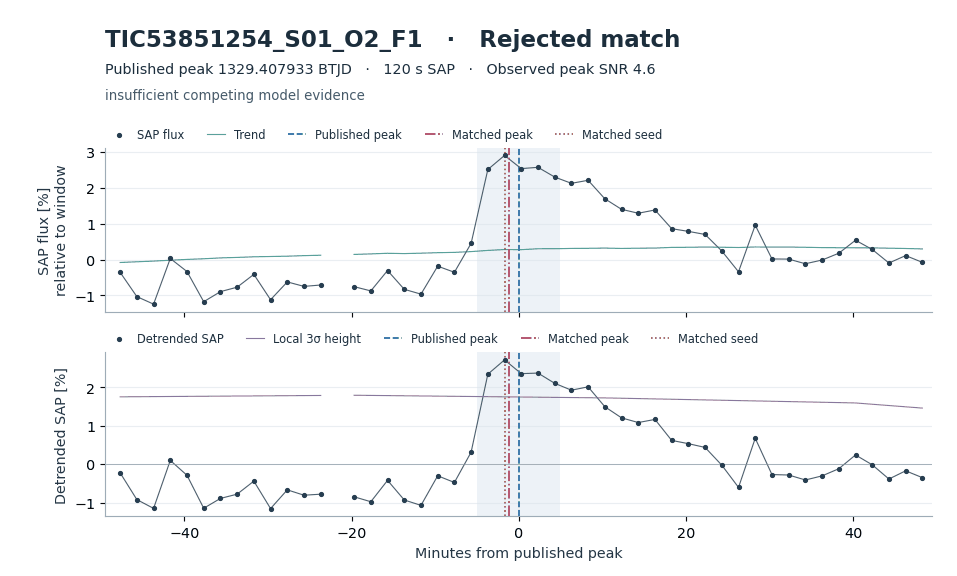 TIC53851254_S01_O2_F1 · Rejected match
Published peak 1329.407933 BTJD · 120 s SAP · Observed peak SNR 4.6
insufficient competing model evidence
SAP flux Trend Published peak Matched peak Matched seed
SAP flux [%]
relative to window
3
2
1
0
−1
Detrended SAP Local 3σ height Published peak Matched peak Matched seed
Detrended SAP [%]
2
1
0
−1
−40 −20 0 20 40
Minutes from published peak